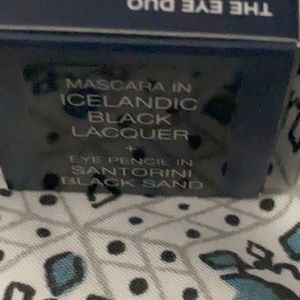 THE EYE DUO
MASCARA IN
ICELANDIC
BLACK
LACQUER
+
EYE PENCIL IN
SANTORINI
BLACK SAND